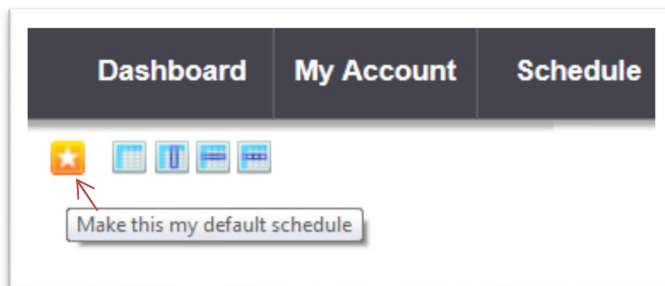 Dashboard My Account Schedule
Make this my default schedule